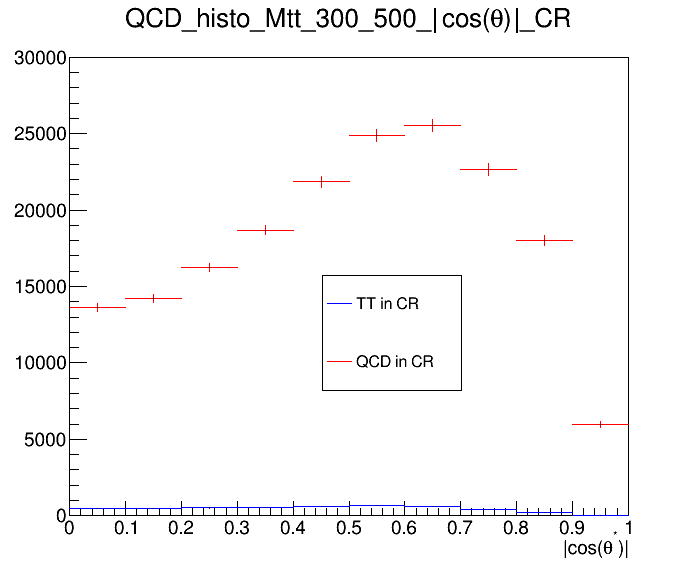 QCD_histo_Mtt_300_500_|cos(θ)|_CR
30000
25000
20000
15000
10000
5000
0
TT in CR
QCD in CR
0 0.1 0.2 0.3 0.4 0.5 0.6 0.7 0.8 0.9 1
|cos(θ*)|